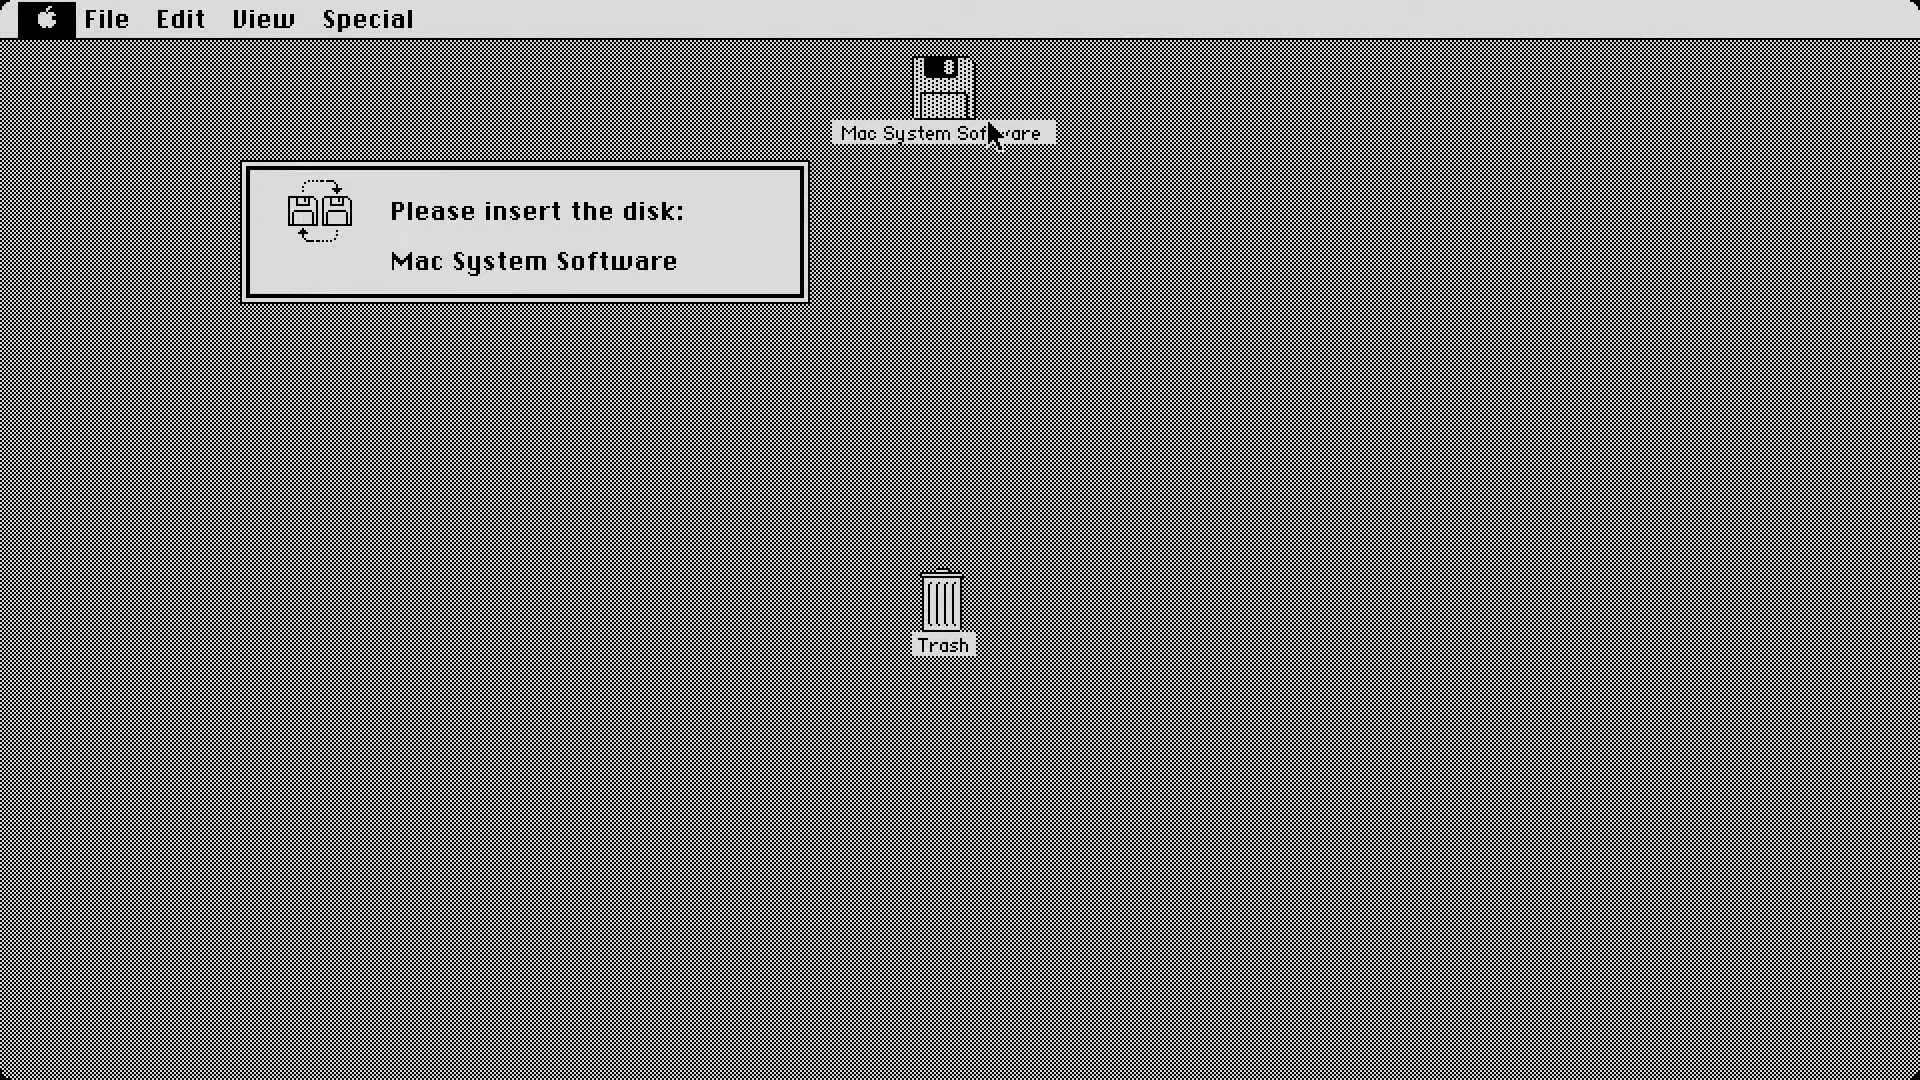 File Edit View Special
Mac System Software
Please insert the disk:
Mac System Software
Trash